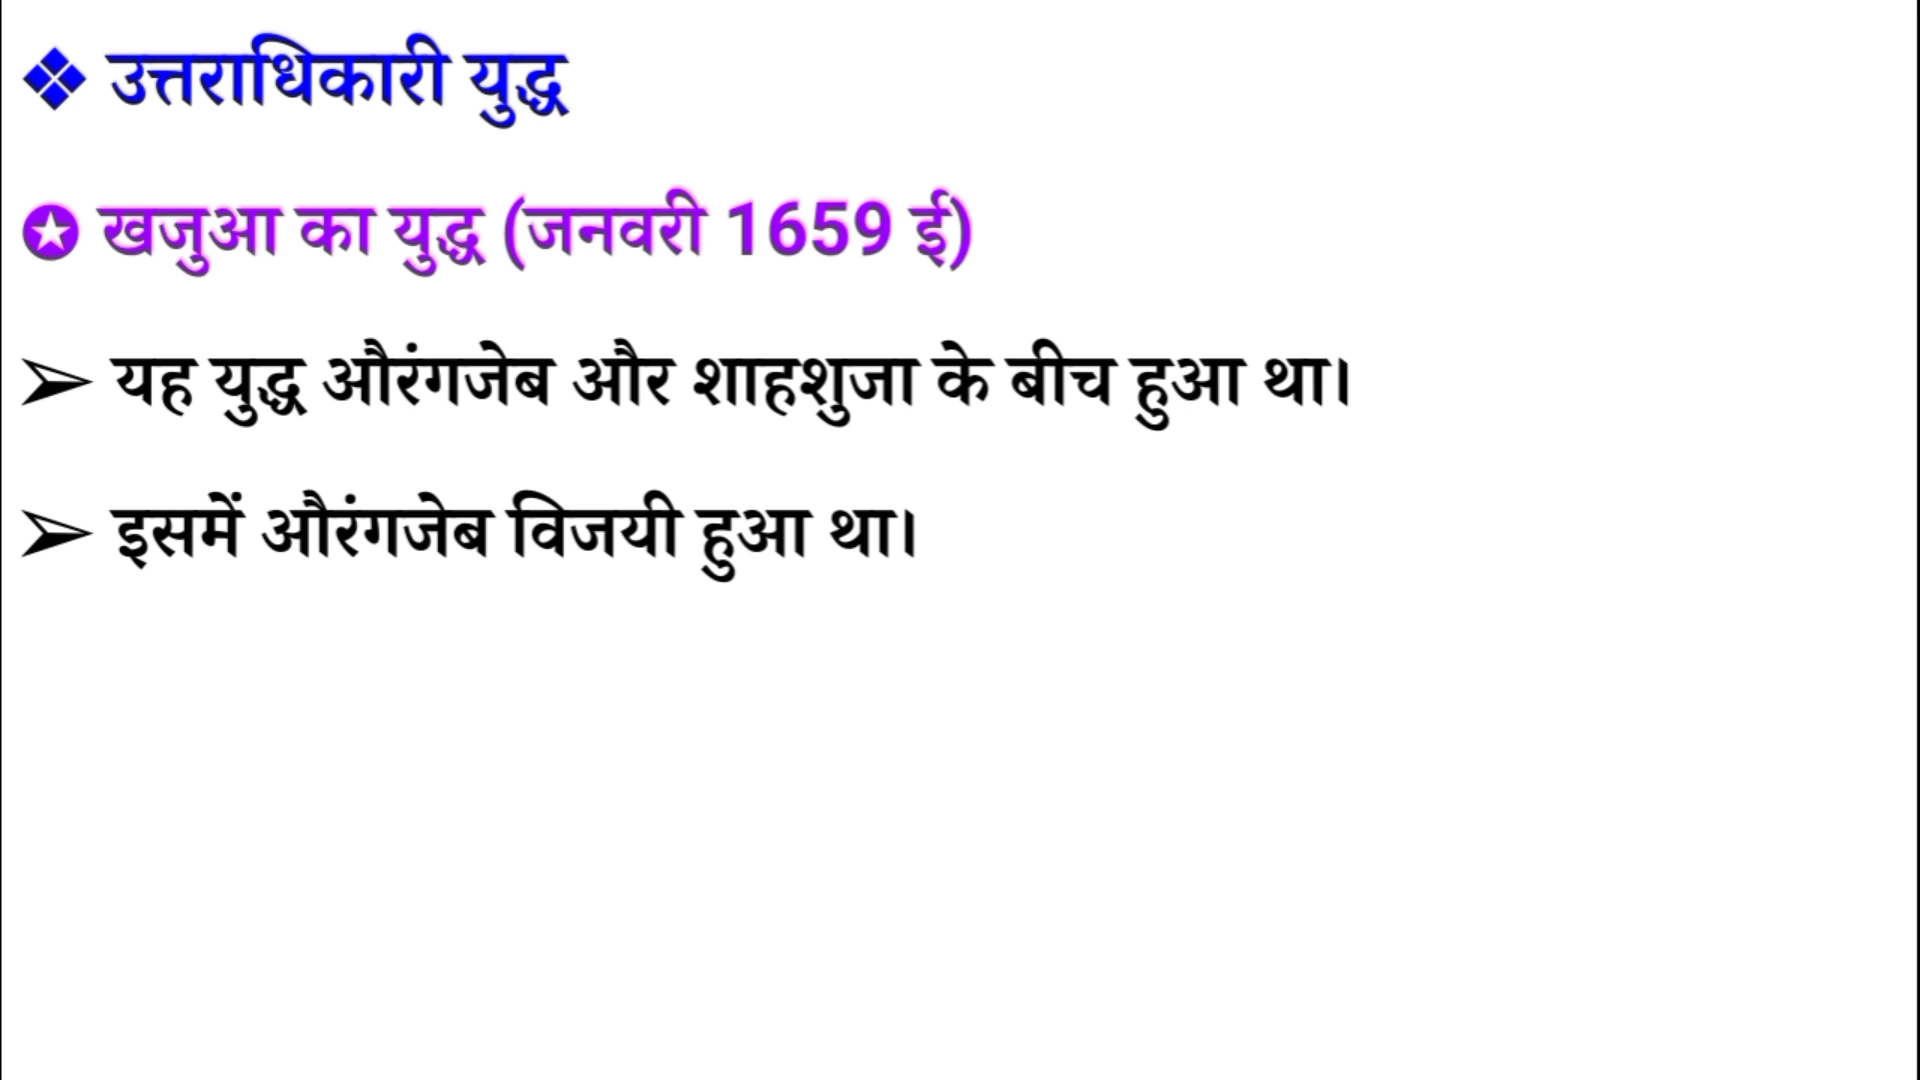 ❖ उत्तराधिकारी युद्ध
✪ खजुआ का युद्ध (जनवरी 1659 ई)
➢ यह युद्ध औरंगजेब और शाहशुजा के बीच हुआ था।
➢ इसमें औरंगजेब विजयी हुआ था।